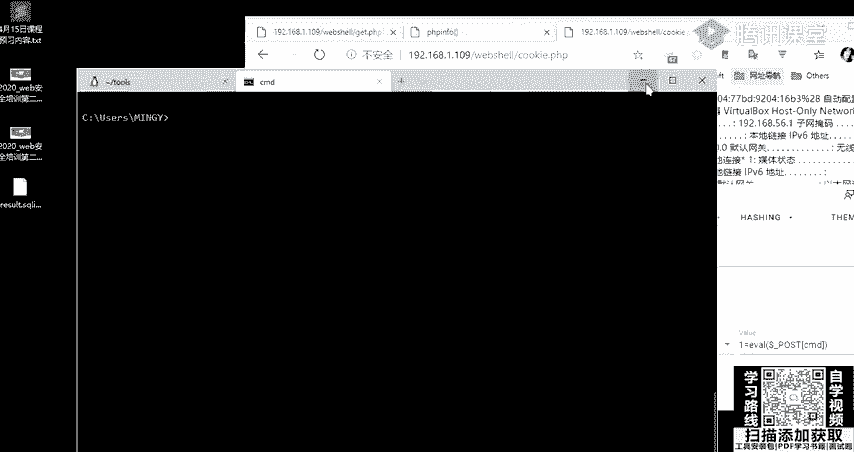 4月15日课程
预习内容.txt
2020_web安
全培训第二...
2020_web安
全培训第二...
result.sqli...
192.168.1.109/webshell/get.php
phpinfo()
192.168.1.109/webshell/cookie.
腾讯课堂
不安全 192.168.1.109/webshell/cookie.php
网址导航
Others
~/tools
cmd
C:\Users\MINGY>
04:77bd:9204:16b3%28 自动配置
VirtualBox Host-Only Network
: 192.168.56.1 子网掩码
: 本地链接 IPv6 地址
0.0 默认网关. . . . . . . . . . . . . : 无线
地连接* 1: 媒体状态
地链接 IPv6 地址. . . . . . . . :
HASHING
THEM
Value
1=eval($_POST[cmd])
学习路线
自学视频
扫描添加获取
工具安装包|PDF学习书籍|面试题